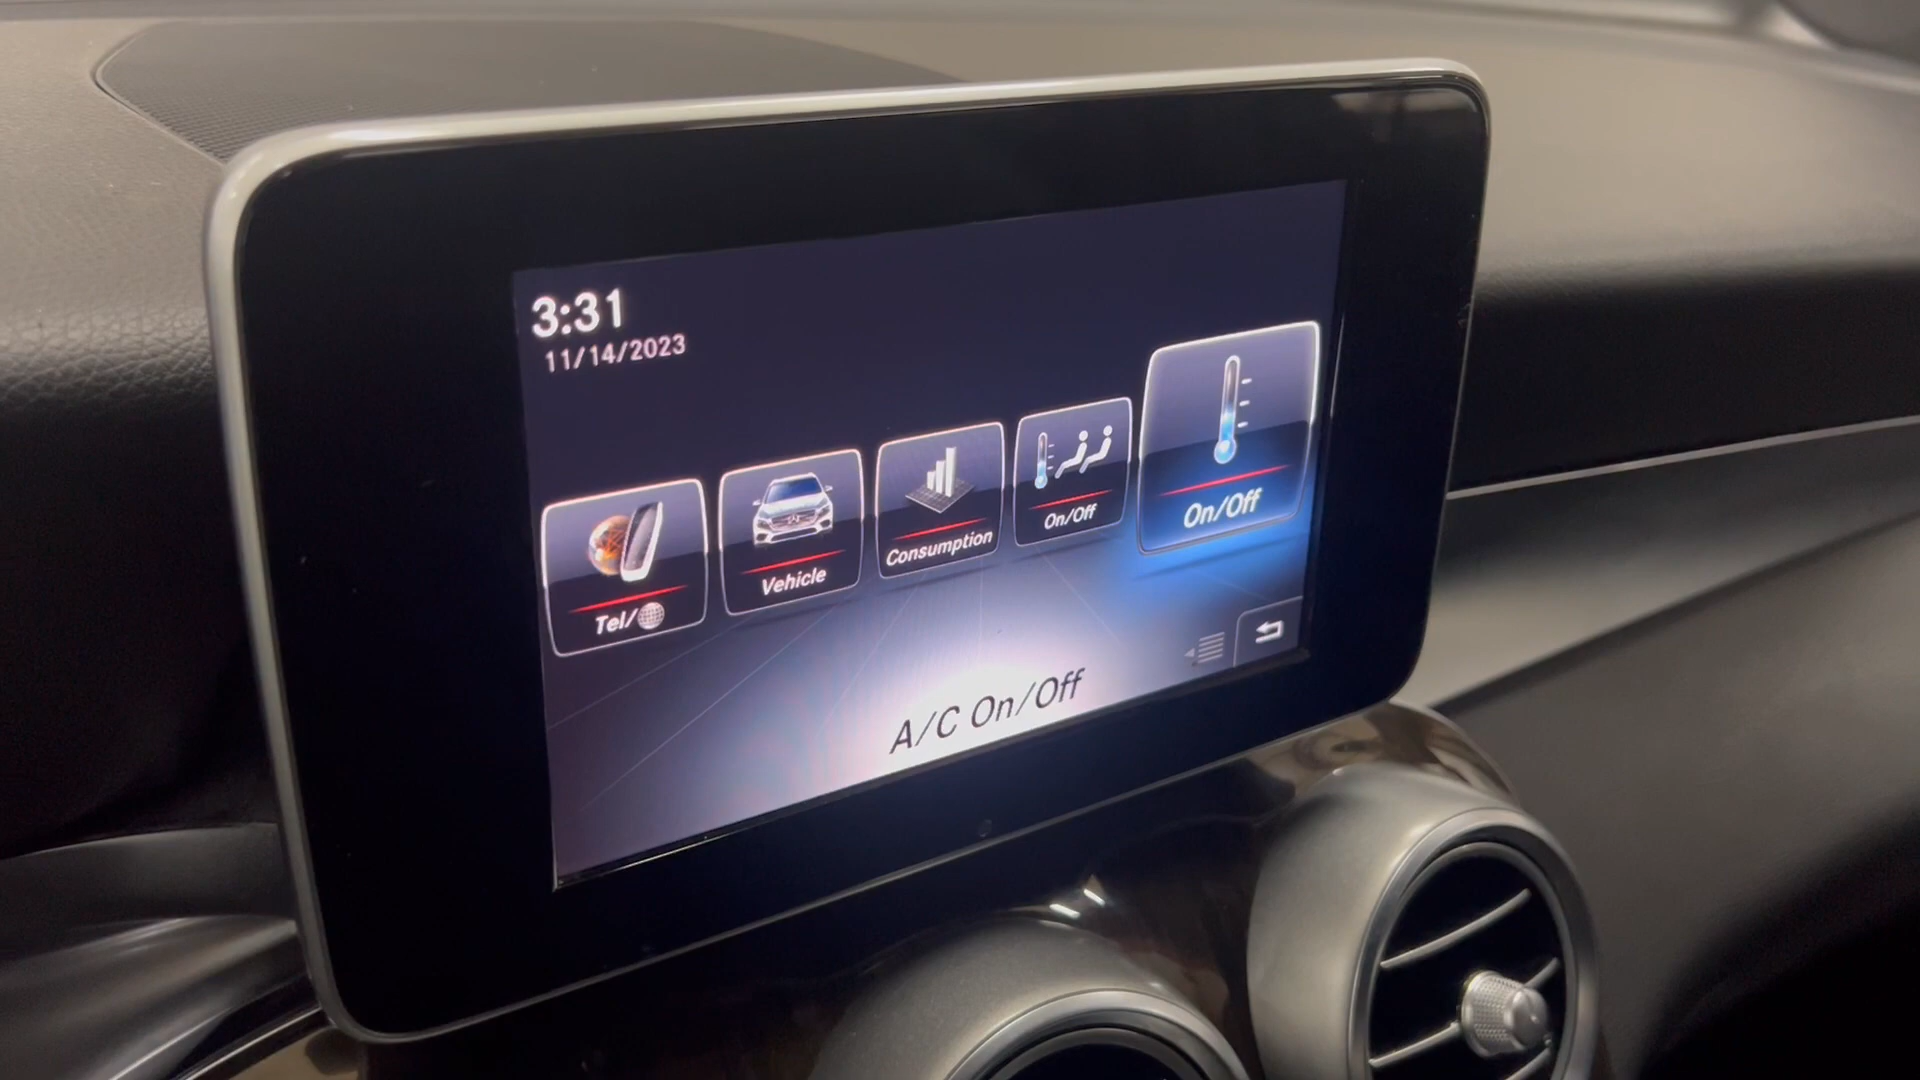 3:31
11/14/2023
Tel/
Vehicle
Consumption
On/Off
On/Off
A/C On/Off